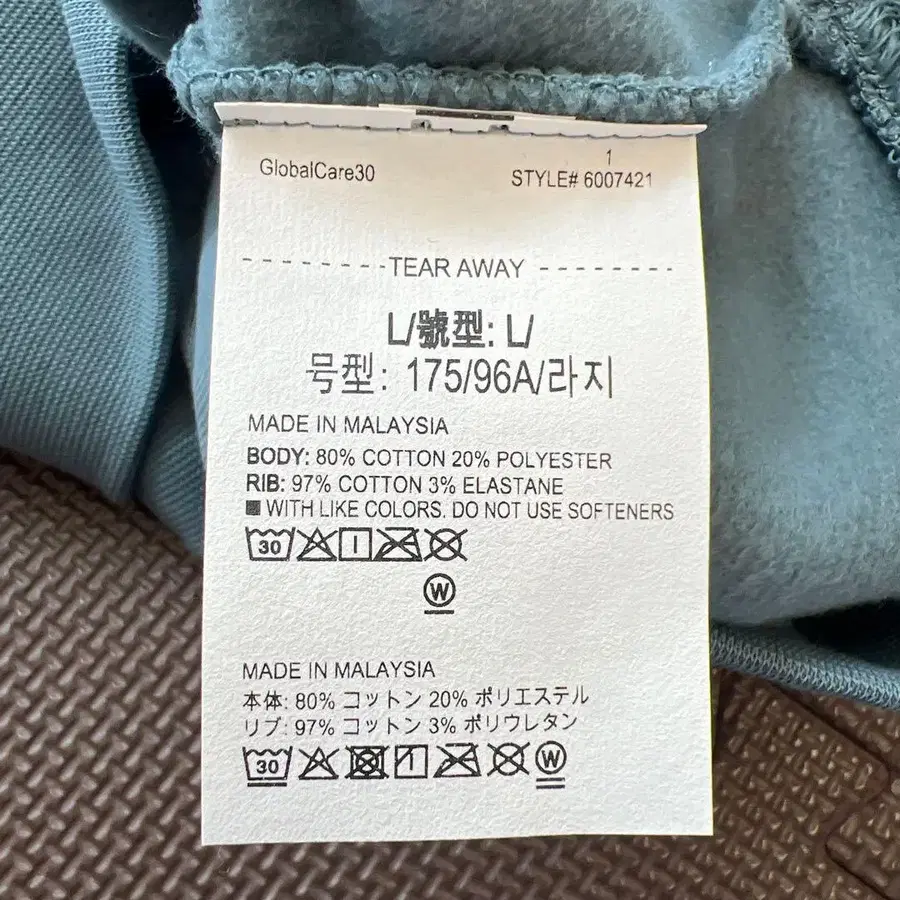 GlobalCare30
1
STYLE# 6007421
TEAR AWAY
L/號型: L/
号型: 175/96A/라지
MADE IN MALAYSIA
BODY: 80% COTTON 20% POLYESTER
RIB: 97% COTTON 3% ELASTANE
WITH LIKE COLORS. DO NOT USE SOFTENERS
30
W
MADE IN MALAYSIA
本体: 80% コットン 20% ポリエステル
リブ: 97% コットン 3% ポリウレタン
30 W